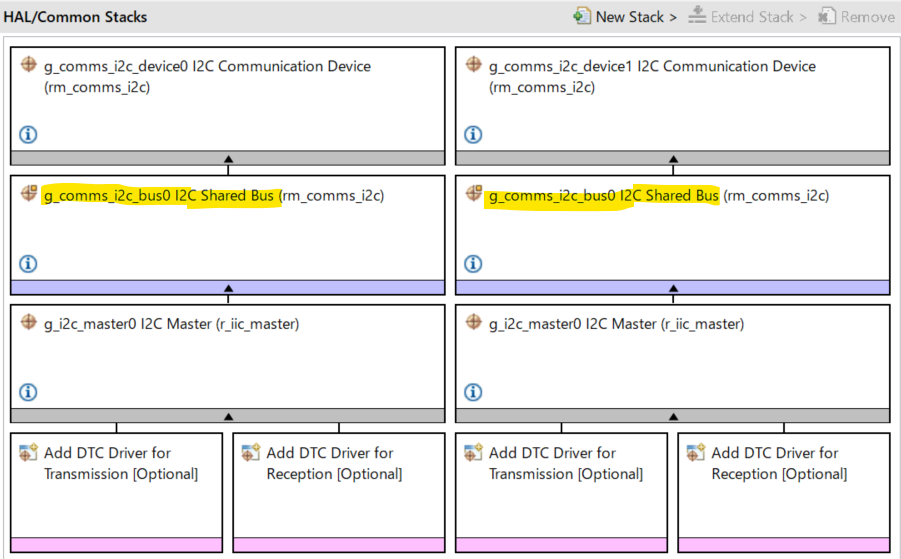 HAL/Common Stacks
New Stack > Extend Stack > Remove
g_comms_i2c_device0 I2C Communication Device
(rm_comms_i2c)
g_comms_i2c_device1 I2C Communication Device
(rm_comms_i2c)
g_comms_i2c_bus0 I2C Shared Bus (rm_comms_i2c)
g_comms_i2c_bus0 I2C Shared Bus (rm_comms_i2c)
g_i2c_master0 I2C Master (r_iic_master)
g_i2c_master0 I2C Master (r_iic_master)
Add DTC Driver for
Transmission [Optional]
Add DTC Driver for
Reception [Optional]
Add DTC Driver for
Transmission [Optional]
Add DTC Driver for
Reception [Optional]